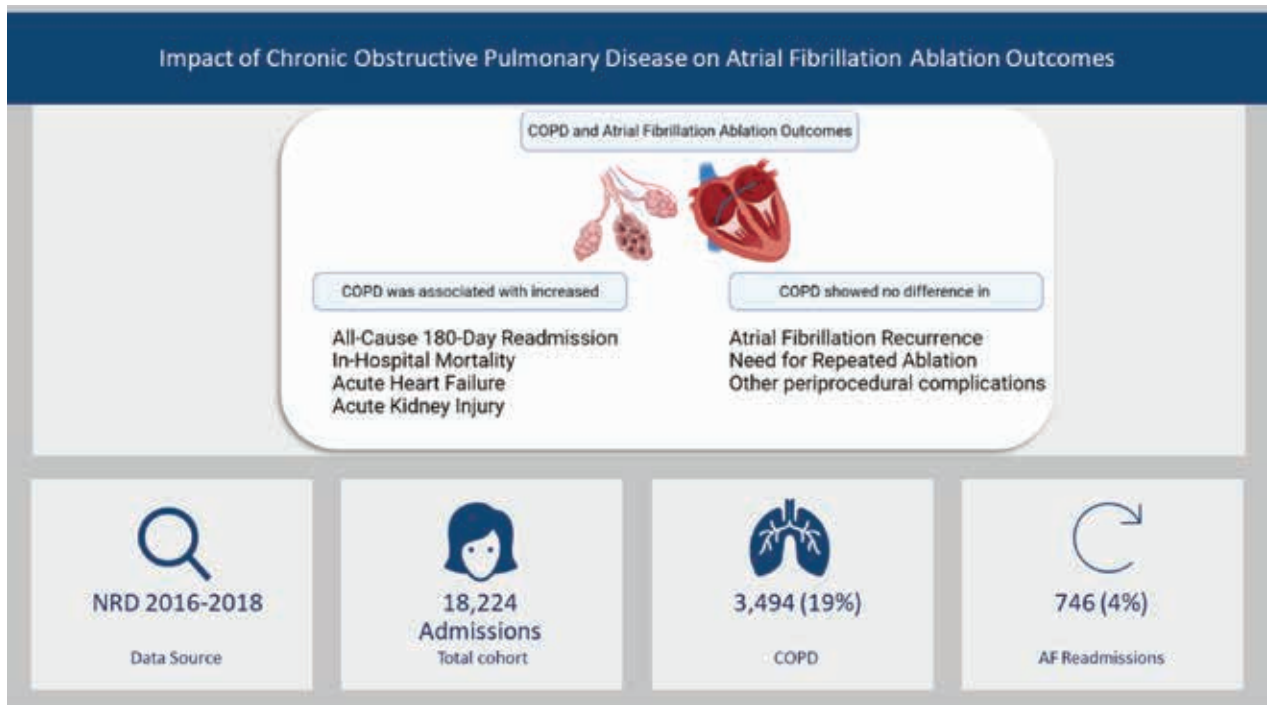 Impact of Chronic Obstructive Pulmonary Disease on Atrial Fibrillation Ablation Outcomes
COPD and Atrial Fibrillation Ablation Outcomes
COPD was associated with increased
All-Cause 180-Day Readmission
In-Hospital Mortality
Acute Heart Failure
Acute Kidney Injury
COPD showed no difference in
Atrial Fibrillation Recurrence
Need for Repeated Ablation
Other periprocedural complications
NRD 2016-2018
Data Source
18,224
Admissions
Total cohort
3,494 (19%)
COPD
746 (4%)
AF Readmissions